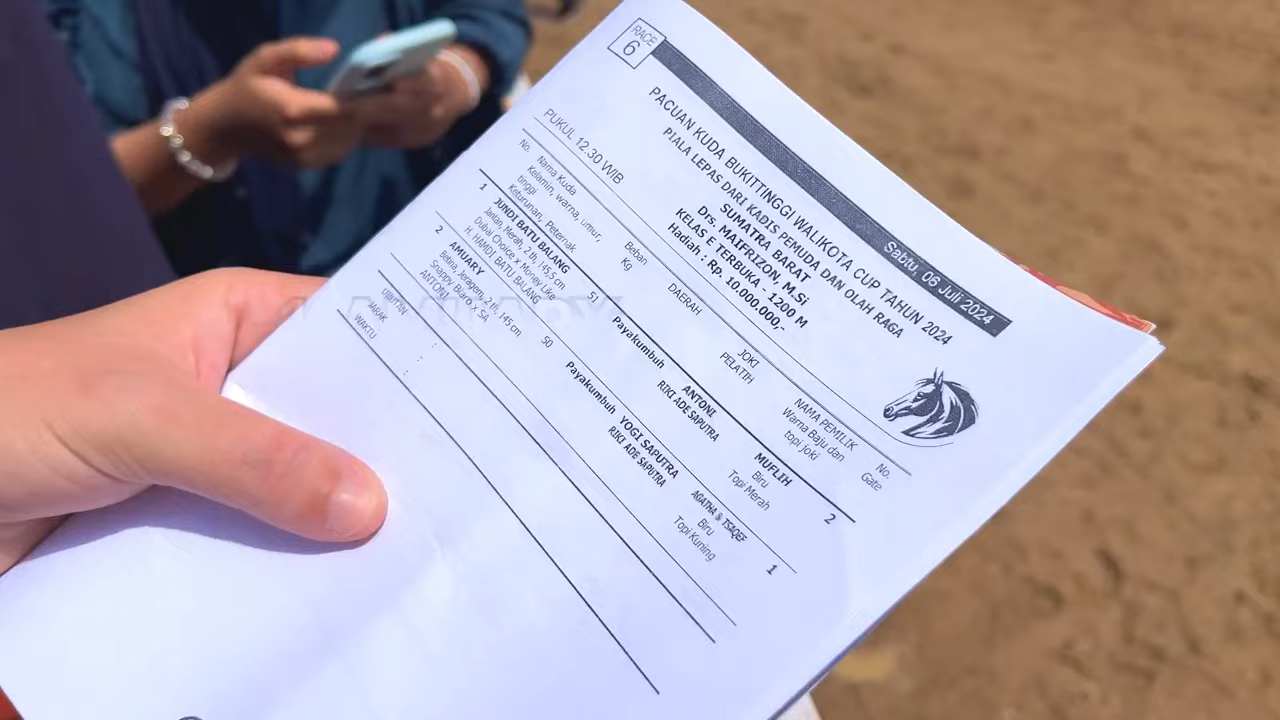 RACE
6
Sabtu, 06 Juli 2024
PACUAN KUDA BUKITTINGGI WALIKOTA CUP TAHUN 2024
PIALA LEPAS DARI KADIS PEMUDA DAN OLAH RAGA
SUMATRA BARAT
Drs. MAIFRIZON, M.Si
KELAS E TERBUKA . 1200 M
Hadiah : Rp. 10.000.000,-
PUKUL 12.30 WIB
No.
Nama Kuda
Kelamin, warna, umur,
tinggi
Keturunan, Peternak
Beban
Kg
DAERAH
JOKI
PELATIH
NAMA PEMILIK
Warna Baju dan
topi joki
No.
Gate
1
JUNDI BATU BALANG
Jantan, Merah, 2 th, 145,5 cm
Dubai Choice x Money Like
H. HAMDI BATU BALANG
51
Payakumbuh
ANTONI
RIKI ADE SAPUTRA
MUFLIH
Biru
Topi Merah
2
2
AMUARY
Betina, Jeragem, 2 th, 145 cm
Snappy Buaro x SA
ANTONI
50
Payakumbuh
YOGI SAPUTRA
RIKI ADE SAPUTRA
AGATHA & TSAQEF
Biru
Topi Kuning
1
JARAK :
WAKTU :